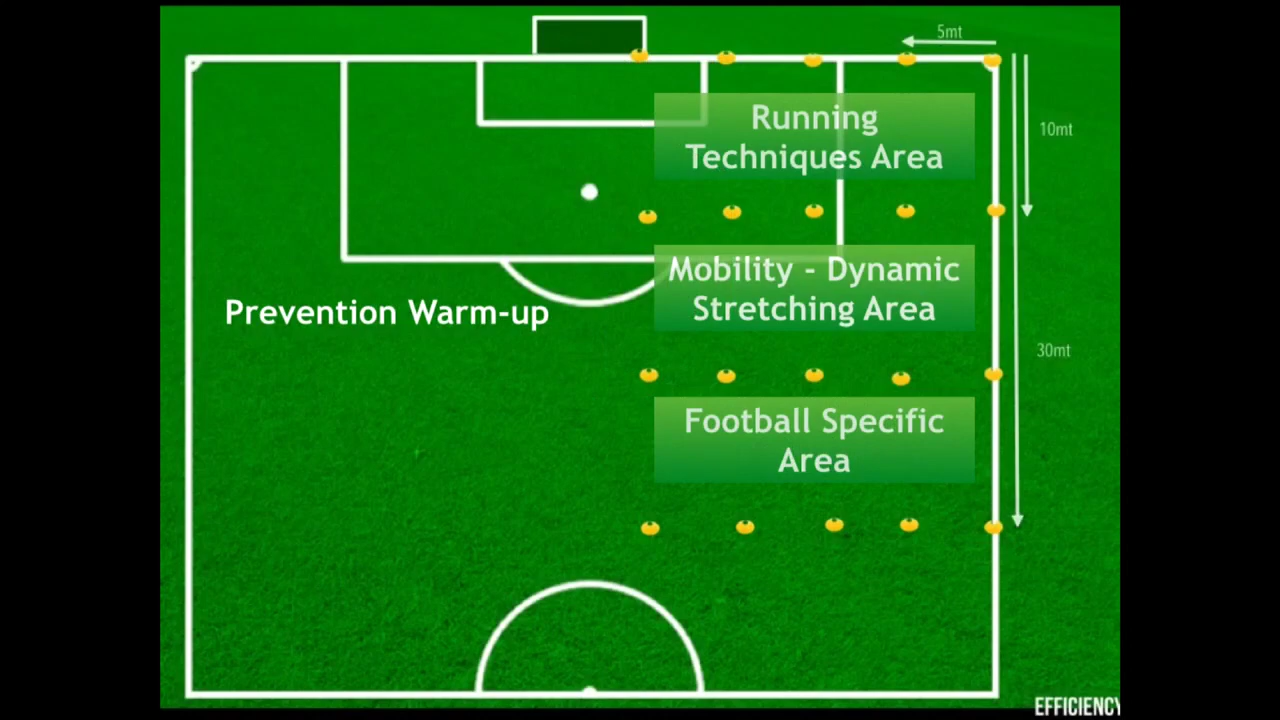 5mt
Running
Techniques Area
10mt
Mobility - Dynamic
Stretching Area
Prevention Warm-up
30mt
Football Specific
Area
EFFICIENCY